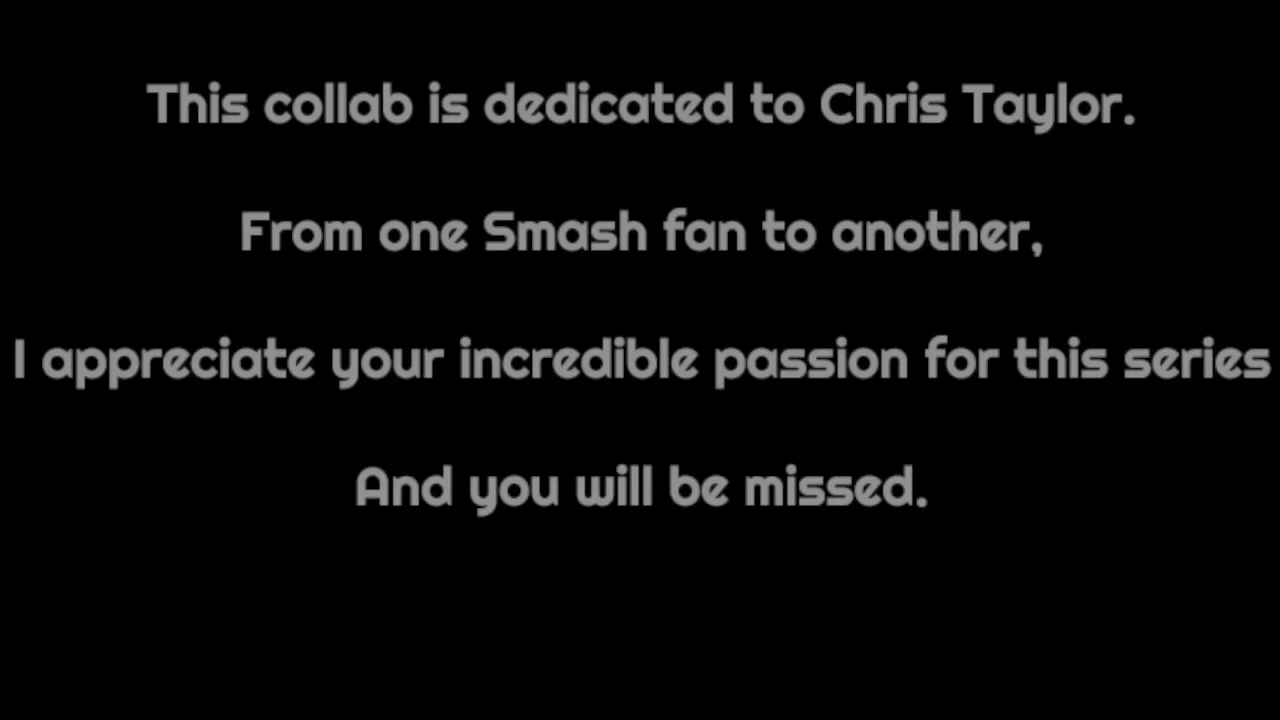 This collab is dedicated to Chris Taylor.
From one Smash fan to another,
I appreciate your incredible passion for this series
And you will be missed.